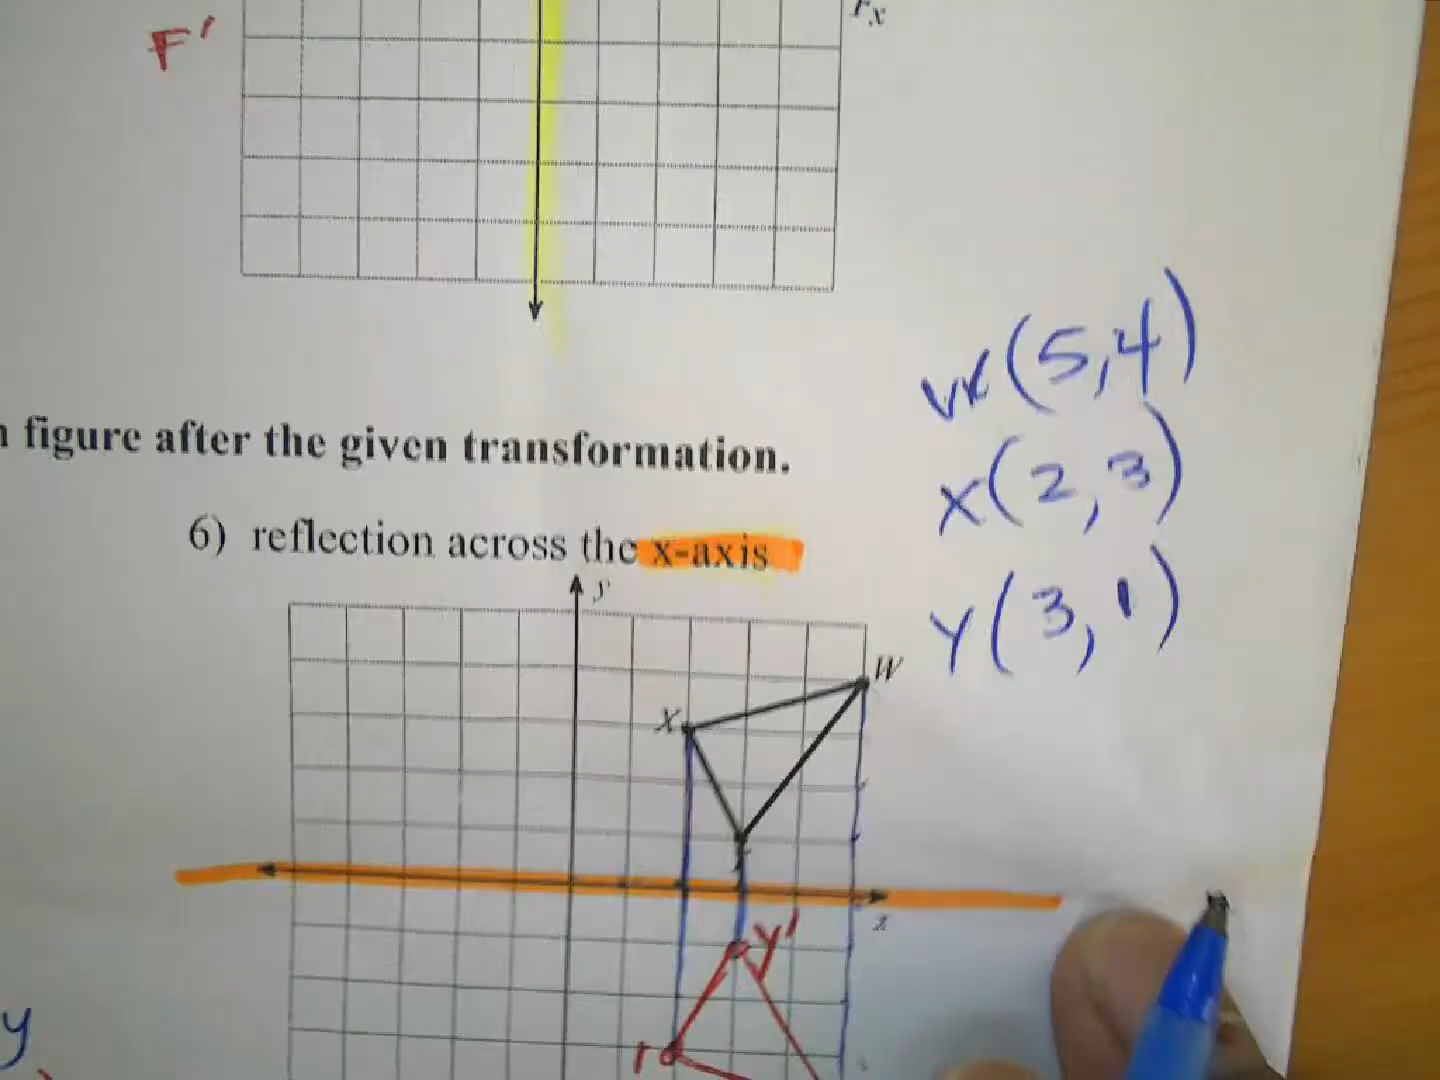 F'
x
figure after the given transformation.
6) reflection across the x-axis
y
W(5,4)
X(2,3)
Y(3,1)
W
X
Y'
y